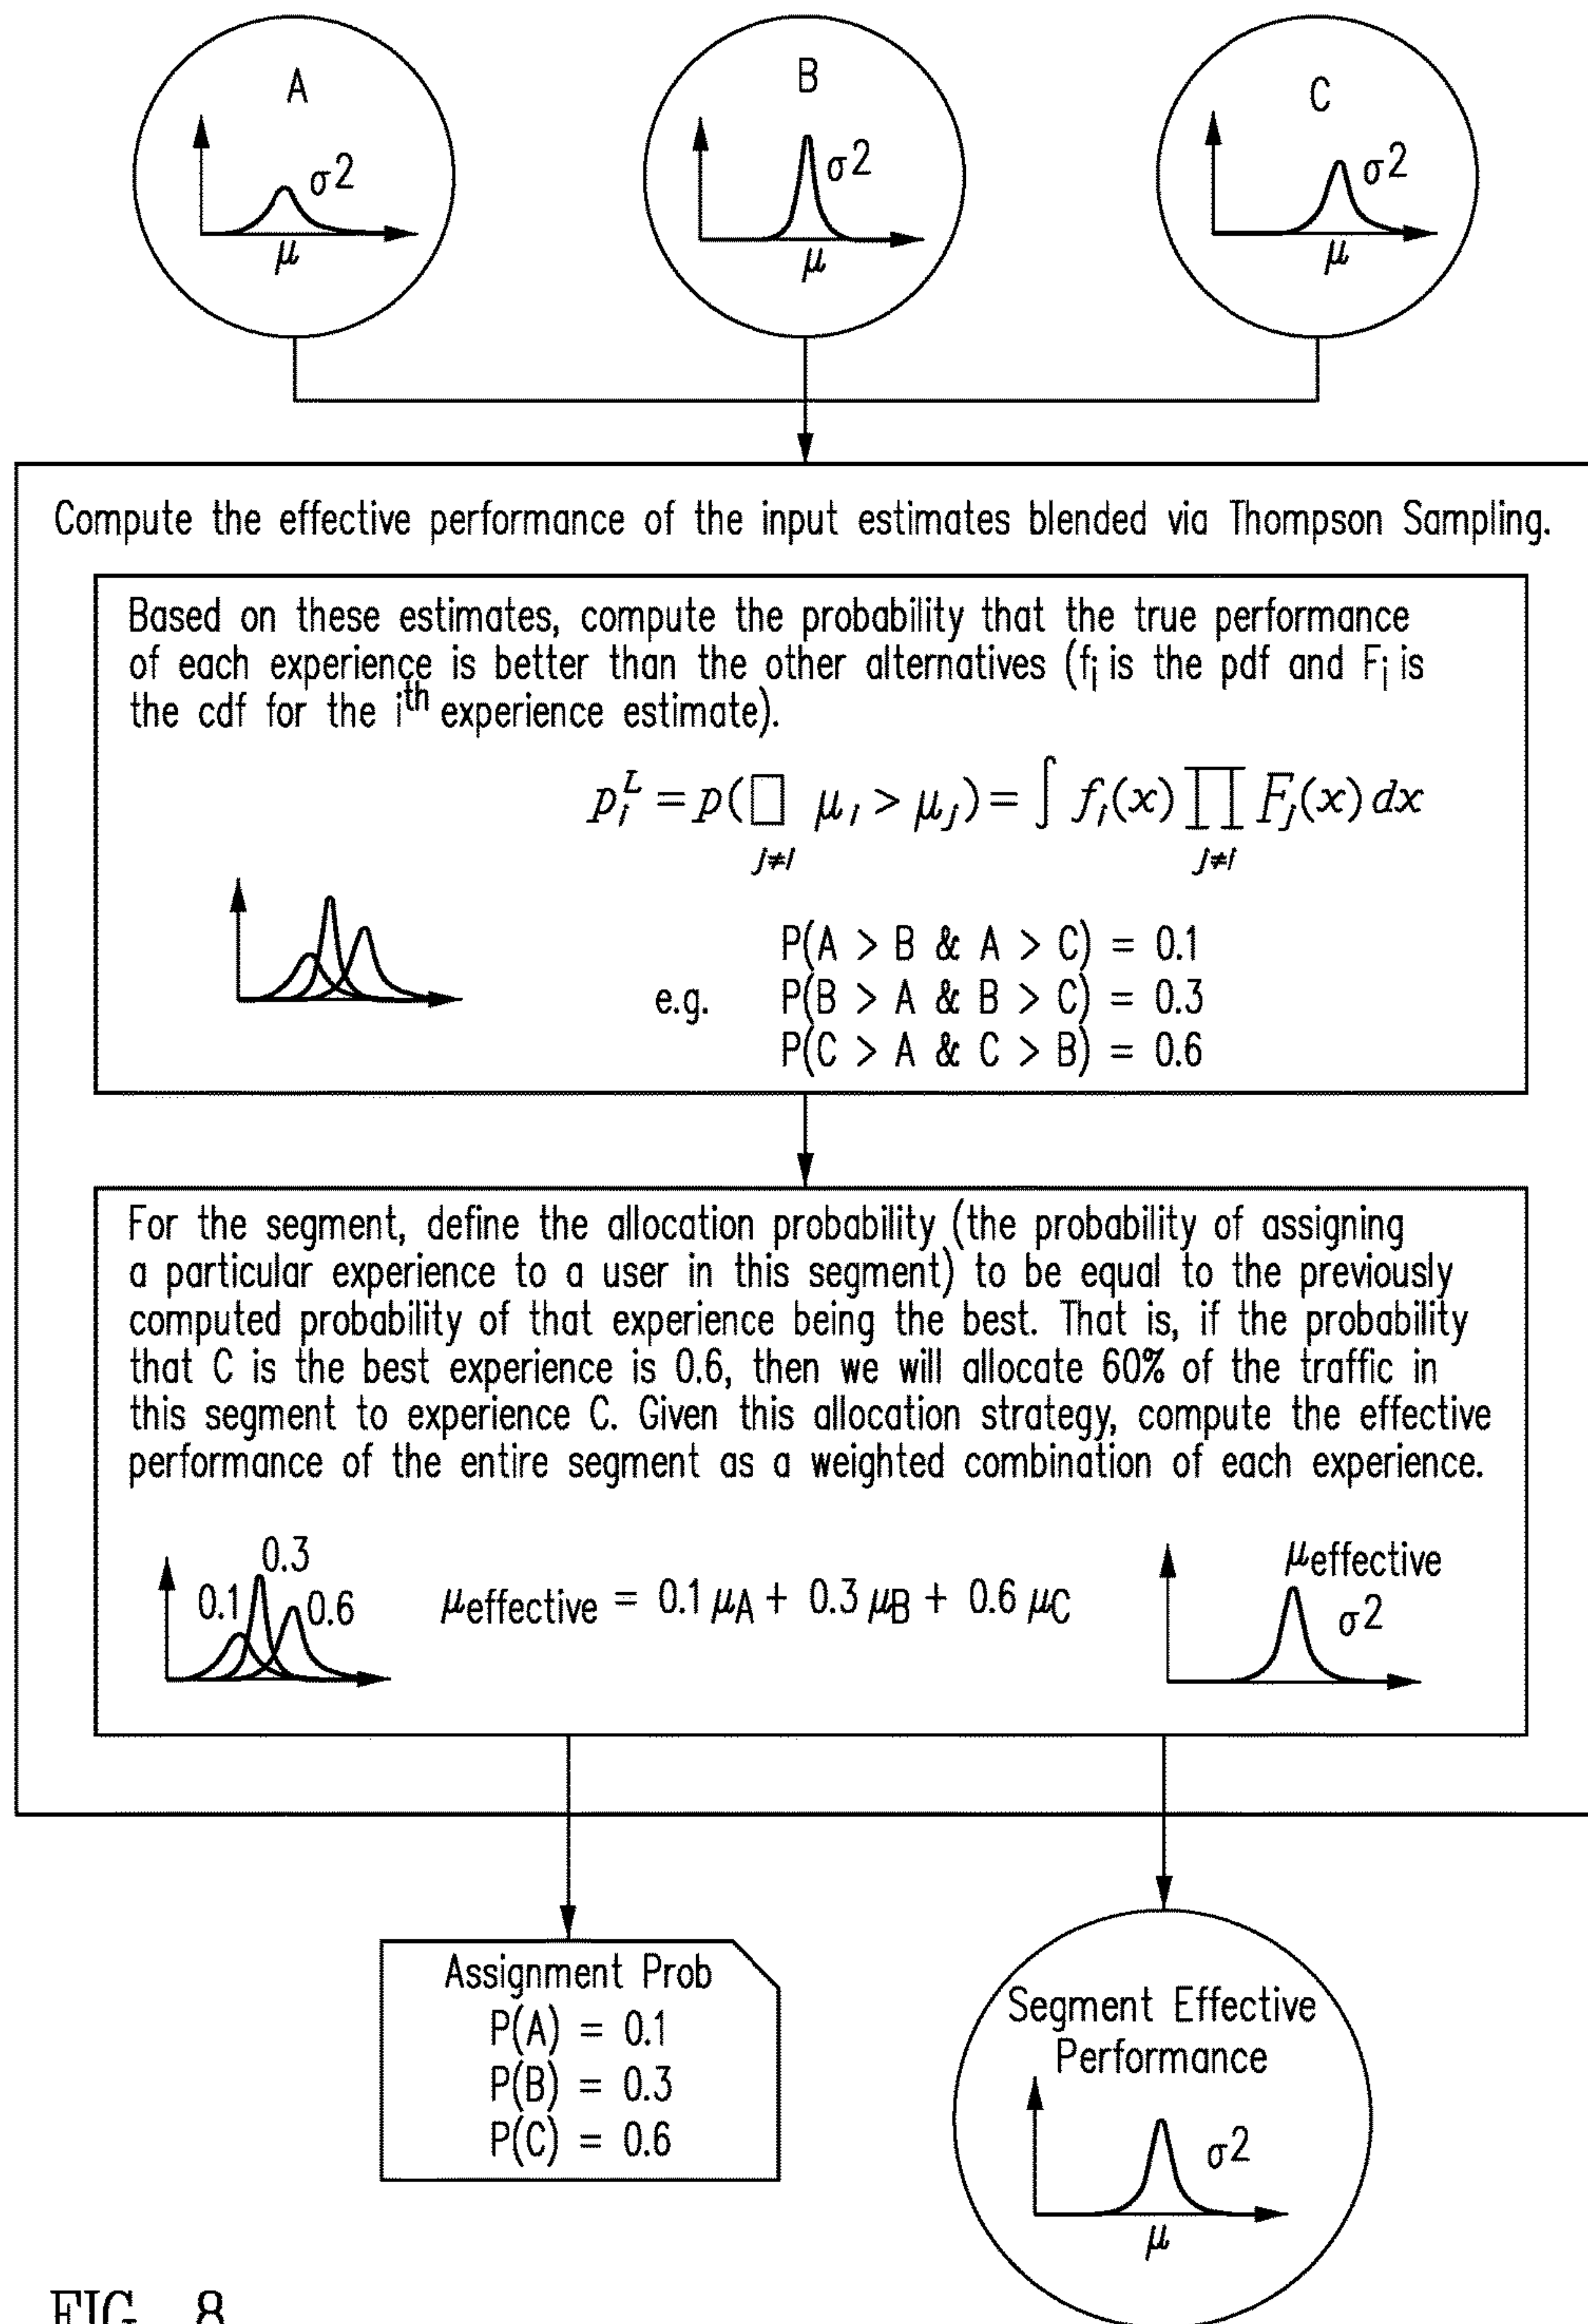 A
B
C
σ2
σ2
σ2
μ
μ
μ
Compute the effective performance of the input estimates blended via Thompson Sampling.
Based on these estimates, compute the probability that the true performance
of each experience is better than the other alternatives (fi is the pdf and Fi is
the cdf for the ith experience estimate).
p_i^L = p(□_{j≠i} μ_i > μ_j) = ∫ f_i(x) ∏_{j≠i} F_j(x) dx
P(A > B & A > C) = 0.1
e.g. P(B > A & B > C) = 0.3
P(C > A & C > B) = 0.6
For the segment, define the allocation probability (the probability of assigning
a particular experience to a user in this segment) to be equal to the previously
computed probability of that experience being the best. That is, if the probability
that C is the best experience is 0.6, then we will allocate 60% of the traffic in
this segment to experience C. Given this allocation strategy, compute the effective
performance of the entire segment as a weighted combination of each experience.
0.3
0.1
0.6
μeffective = 0.1 μA + 0.3 μB + 0.6 μC
μeffective
σ2
Assignment Prob
P(A) = 0.1
P(B) = 0.3
P(C) = 0.6
Segment Effective
Performance
σ2
μ
FIG. 8